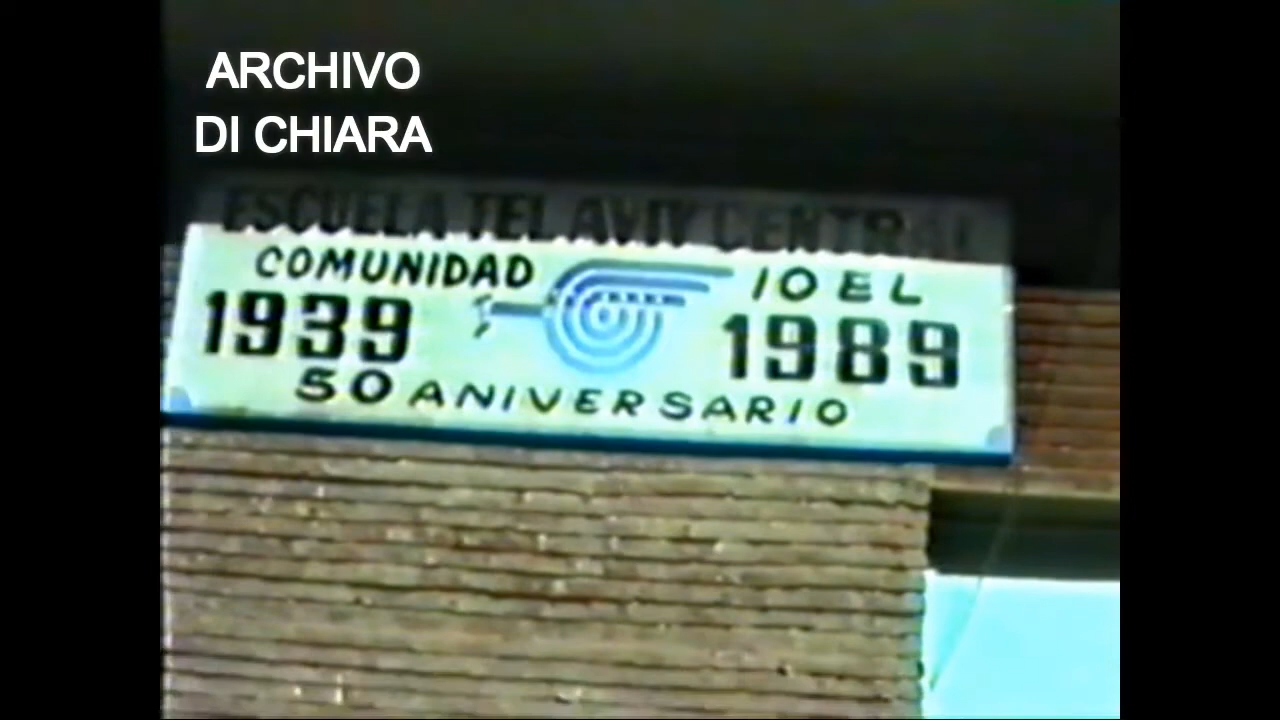 ARCHIVO
DI CHIARA
ESCUELA TEL AVIV CENTRAL
COMUNIDAD IOEL
1939 1989
50 ANIVERSARIO